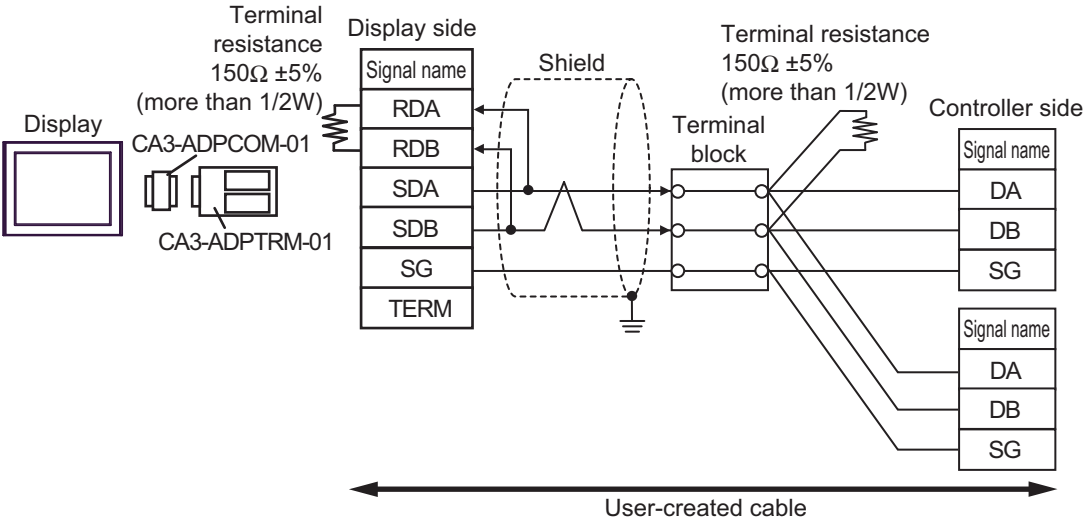 Terminal
resistance
150Ω ±5%
(more than 1/2W)
Display side
Signal name
RDA
RDB
SDA
SDB
SG
TERM
Display
CA3-ADPCOM-01
CA3-ADPTRM-01
Shield
Terminal
block
Terminal resistance
150Ω ±5%
(more than 1/2W)
Controller side
Signal name
DA
DB
SG
Signal name
DA
DB
SG
User-created cable